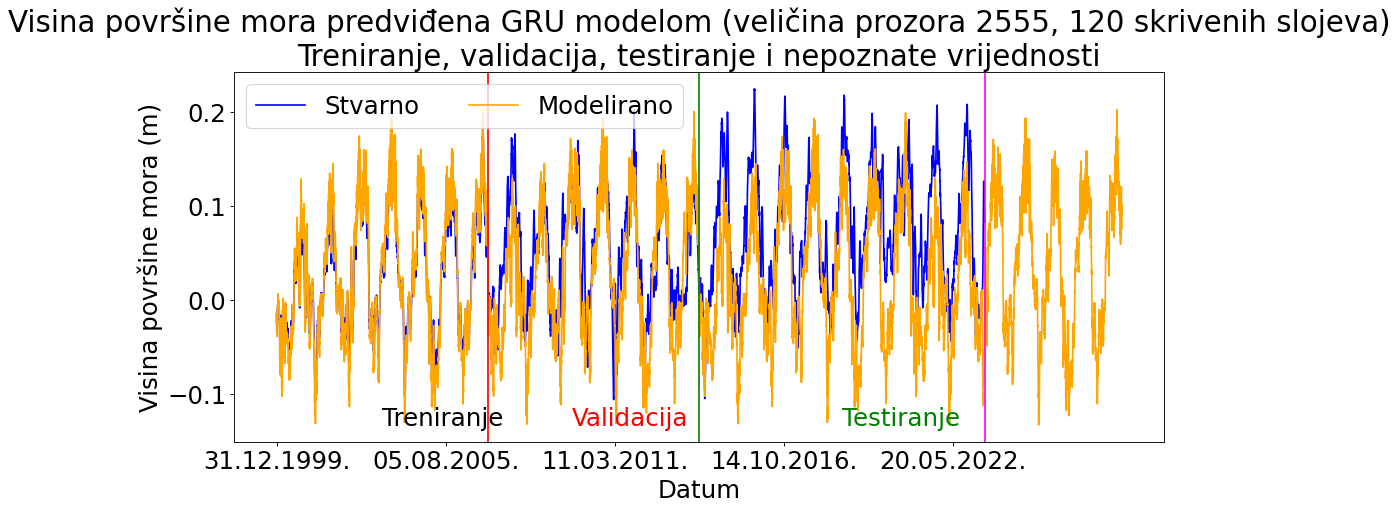 Visina površine mora predviđena GRU modelom (veličina prozora 2555, 120 skrivenih slojeva)
Treniranje, validacija, testiranje i nepoznate vrijednosti
Stvarno
Modelirano
Visina površine mora (m)
0.2
0.1
0.0
−0.1
Treniranje
Validacija
Testiranje
31.12.1999.
05.08.2005.
11.03.2011.
14.10.2016.
20.05.2022.
Datum